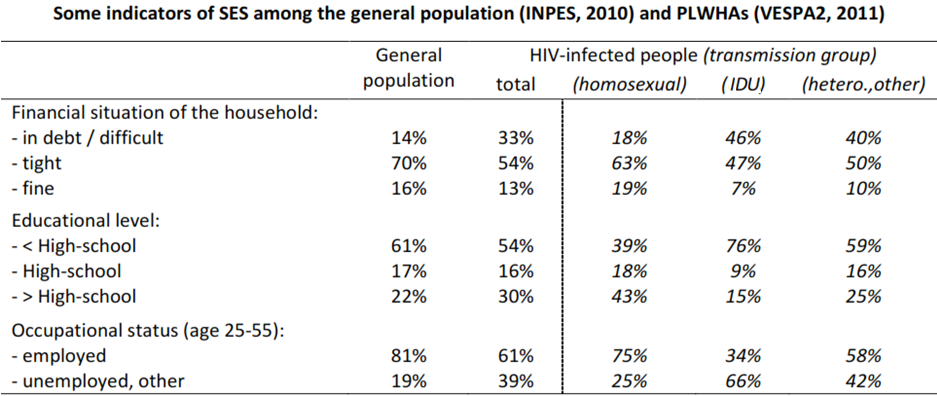 Some indicators of SES among the general population (INPES, 2010) and PLWHAs (VESPA2, 2011)
General population HIV-infected people (transmission group)
total (homosexual) (IDU) (hetero.,other)
Financial situation of the household:
- in debt / difficult 14% 33% 18% 46% 40%
- tight 70% 54% 63% 47% 50%
- fine 16% 13% 19% 7% 10%
Educational level:
- < High-school 61% 54% 39% 76% 59%
- High-school 17% 16% 18% 9% 16%
- > High-school 22% 30% 43% 15% 25%
Occupational status (age 25-55):
- employed 81% 61% 75% 34% 58%
- unemployed, other 19% 39% 25% 66% 42%